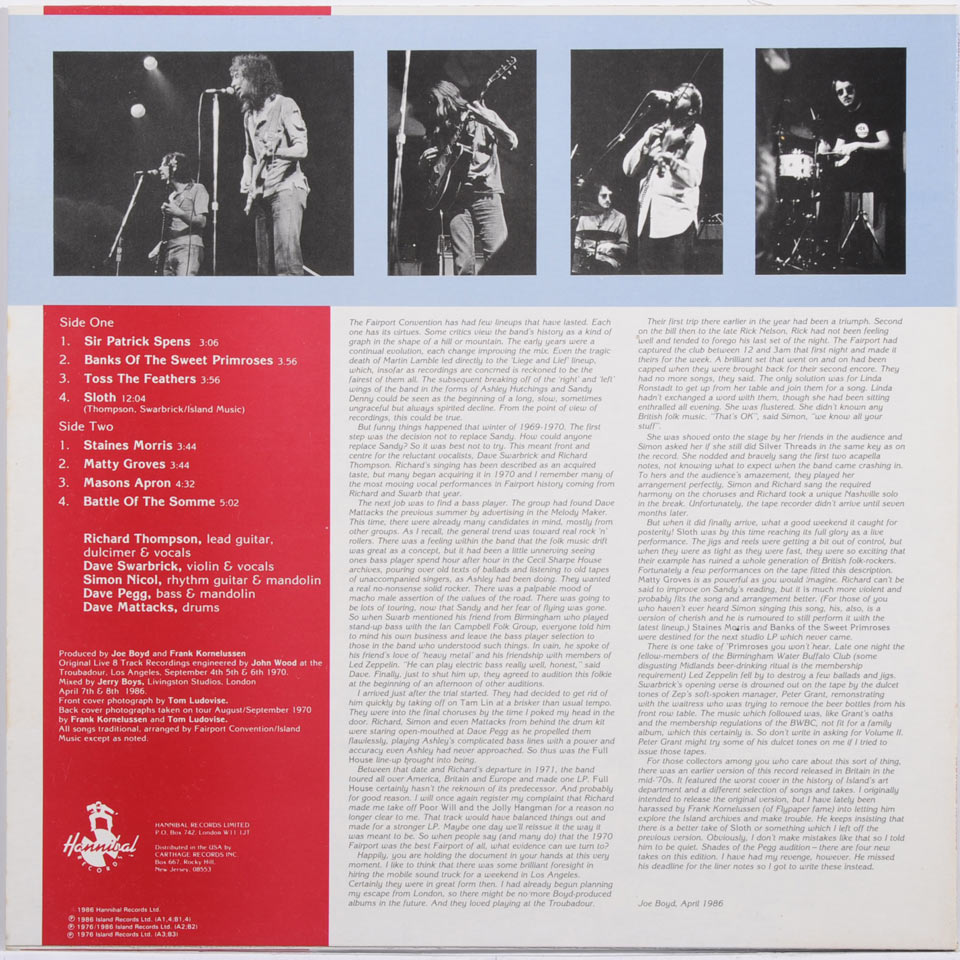 Side One
1. Sir Patrick Spens 3:06
2. Banks Of The Sweet Primroses 3:56
3. Toss The Feathers 3:56
4. Sloth 12:04
(Thompson, Swarbrick/Island Music)
Side Two
1. Staines Morris 3:44
2. Matty Groves 3:44
3. Masons Apron 4:32
4. Battle Of The Somme 5:02
Richard Thompson, lead guitar,
dulcimer & vocals
Dave Swarbrick, violin & vocals
Simon Nicol, rhythm guitar & mandolin
Dave Pegg, bass & mandolin
Dave Mattacks, drums
Produced by Joe Boyd and Frank Kornelussen
Original Live 8 Track Recordings engineered by John Wood at the
Troubadour, Los Angeles, September 4th 5th & 6th 1970.
Mixed by Jerry Boys, Livingston Studios, London
April 7th & 8th 1986.
Front cover photograph by Tom Ludovise.
Back cover photographs taken on tour August/September 1970
by Frank Kornelussen and Tom Ludovise.
All songs traditional, arranged by Fairport Convention/Island
Music except as noted.
Hannibal
RECORDS
HANNIBAL RECORDS LIMITED
P.O. Box 742, London W11 1JT
Distributed in the USA by
CARTHAGE RECORDS INC.
Box 667, Rocky Hill,
New Jersey, 08553
© 1986 Hannibal Records Ltd.
℗ 1986 Island Records Ltd. (A1,4;B1,4)
℗ 1976/1986 Island Records Ltd. (A2;B2)
℗ 1976 Island Records Ltd. (A3;B3)
The Fairport Convention has had few lineups that have lasted. Each
one has its virtues. Some critics view the band's history as a kind of
graph in the shape of a hill or mountain. The early years were a
continual evolution, each change improving the mix. Even the tragic
death of Martin Lamble led directly to the 'Liege and Lief' lineup,
which, insofar as recordings are concrned is reckoned to be the
fairest of them all. The subsequent breaking off of the 'right' and 'left'
wings of the band in the forms of Ashley Hutchings and Sandy
Denny could be seen as the beginning of a long, slow, sometimes
ungraceful but always spirited decline. From the point of view of
recordings, this could be true.
But funny things happened that winter of 1969-1970. The first
step was the decision not to replace Sandy. How could anyone
replace Sandy? So it was best not to try. This meant front and
centre for the reluctant vocalists, Dave Swarbrick and Richard
Thompson. Richard's singing has been described as an acquired
taste, but many began acquiring it in 1970 and I remember many of
the most moving vocal performances in Fairport history coming from
Richard and Swarb that year.
The next job was to find a bass player. The group had found Dave
Mattacks the previous summer by advertising in the Melody Maker.
This time, there were already many candidates in mind, mostly from
other groups. As I recall, the general trend was toward real rock 'n'
rollers. There was a feeling within the band that the folk music drift
was great as a concept, but it had been a little unnerving seeing
ones bass player spend hour after hour in the Cecil Sharpe House
archives, pouring over old texts of ballads and listening to old tapes
of unaccompanied singers, as Ashley had been doing. They wanted
a real no-nonsense solid rocker. There was a palpable mood of
macho male assertion of the values of the road. There was going to
be lots of touring, now that Sandy and her fear of flying was gone.
So when Swarb mentioned his friend from Birmingham who played
stand-up bass with the Ian Campbell Folk Group, everyone told him
to mind his own business and leave the bass player selection to
those in the band who understood such things. In vain, he spoke of
his friend's love of 'heavy metal' and his friendship with members of
Led Zeppelin. "He can play electric bass really well, honest," said
Dave. Finally, just to shut him up, they agreed to audition this folkie
at the beginning of an afternoon of other auditions.
I arrived just after the trial started. They had decided to get rid of
him quickly by taking off on Tam Lin at a brisker than usual tempo.
They were into the final choruses by the time I poked my head in the
door. Richard, Simon and even Mattacks from behind the drum kit
were staring open-mouthed at Dave Pegg as he propelled them
flawlessly, playing Ashley's complicated bass lines with a power and
accuracy even Ashley had never approached. So thus was the Full
House line-up brought into being.
Between that date and Richard's departure in 1971, the band
toured all over America, Britain and Europe and made one LP. Full
House certainly hasn't the reknown of its predecessor. And probably
for good reason. I will once again register my complaint that Richard
made me take off Poor Will and the Jolly Hangman for a reason no
longer clear to me. That track would have balanced things out and
made for a stronger LP. Maybe one day we'll reissue it the way it
was meant to be. So when people say (and many do) that the 1970
Fairport was the best Fairport of all, what evidence can we turn to?
Happily, you are holding the document in your hands at this very
moment. I like to think that there was some brilliant foresight in
hiring the mobile sound truck for a weekend in Los Angeles.
Certainly they were in great form then. I had already begun planning
my escape from London, so there might be no more Boyd-produced
albums in the future. And they loved playing at the Troubadour.
Their first trip there earlier in the year had been a triumph. Second
on the bill then to the late Rick Nelson, Rick had not been feeling
well and tended to forego his last set of the night. The Fairport had
captured the club between 12 and 3am that first night and made it
theirs for the week. A brilliant set that went on and on had been
capped when they were brought back for their second encore. They
had no more songs, they said. The only solution was for Linda
Ronstadt to get up from her table and join them for a song. Linda
hadn't exchanged a word with them, though she had been sitting
enthralled all evening. She was flustered. She didn't known any
British folk music. "That's OK", said Simon, "we know all your
stuff".
She was shoved onto the stage by her friends in the audience and
Simon asked her if she still did Silver Threads in the same key as on
the record. She nodded and bravely sang the first two acapella
notes, not knowing what to expect when the band came crashing in.
To hers and the audience's amazement, they played her
arrangement perfectly, Simon and Richard sang the required
harmony on the choruses and Richard took a unique Nashville solo
in the break. Unfortunately, the tape recorder didn't arrive until seven
months later.
But when it did finally arrive, what a good weekend it caught for
posterity! Sloth was by this time reaching its full glory as a live
performance. The jigs and reels were getting a bit out of control, but
when they were as tight as they were fast, they were so exciting that
their example has ruined a whole generation of British folk-rockers.
Fortunately a few performances on the tape fitted this description.
Matty Groves is as powerful as you would imagine. Richard can't be
said to improve on Sandy's reading, but it is much more violent and
probably fits the song and arrangement better. (For those of you
who haven't ever heard Simon singing this song, his, also, is a
version of cherish and he is rumoured to still perform it with the
latest lineup.) Staines Morris and Banks of the Sweet Primroses
were destined for the next studio LP which never came.
There is one take of 'Primroses you won't hear. Late one night the
fellow-members of the Birmingham Water Buffalo Club (some
disgusting Midlands beer-drinking ritual is the membership
requirement) Led Zeppelin fell by to destroy a few ballads and jigs.
Swarbrick's opening verse is drowned out on the tape by the dulcet
tones of Zep's soft-spoken manager, Peter Grant, remonstrating
with the waitress who was trying to remove the beer bottles from his
front row table. The music which followed was, like Grant's oaths
and the membership regulations of the BWBC, not fit for a family
album, which this certainly is. So don't write in asking for Volume II.
Peter Grant might try some of his dulcet tones on me if I tried to
issue those tapes.
For those collectors among you who care about this sort of thing,
there was an earlier version of this record released in Britain in the
mid-'70s. It featured the worst cover in the history of Island's art
department and a different selection of songs and takes. I originally
intended to release the original version, but I have lately been
harassed by Frank Kornelussen (of Flypaper fame) into letting him
explore the Island archives and make trouble. He keeps insisting that
there is a better take of Sloth or something which I left off the
previous version. Obviously, I don't make mistakes like that so I told
him to be quiet. Shades of the Pegg audition – there are four new
takes on this edition. I have had my revenge, however. He missed
his deadline for the liner notes so I got to write these instead.
Joe Boyd, April 1986